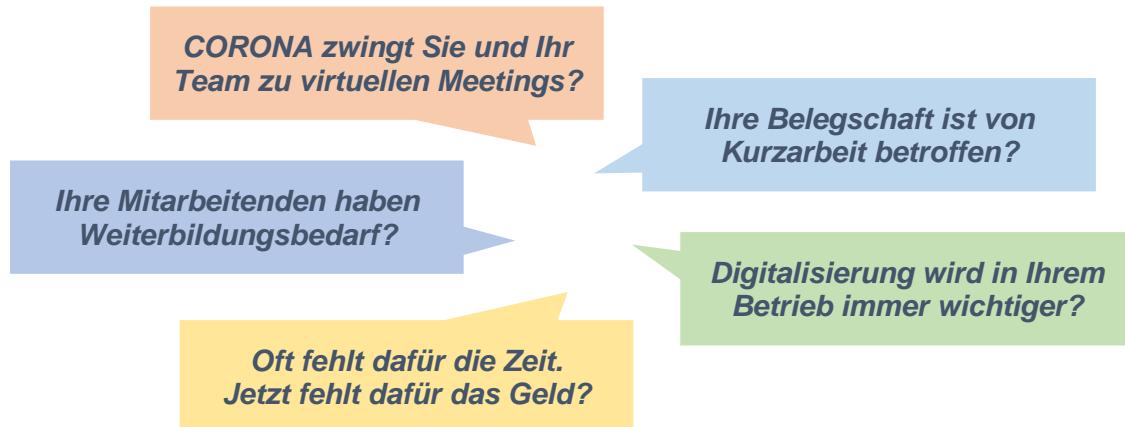 CORONA zwingt Sie und Ihr
Team zu virtuellen Meetings?
Ihre Belegschaft ist von
Kurzarbeit betroffen?
Ihre Mitarbeitenden haben
Weiterbildungsbedarf?
Digitalisierung wird in Ihrem
Betrieb immer wichtiger?
Oft fehlt dafür die Zeit.
Jetzt fehlt dafür das Geld?